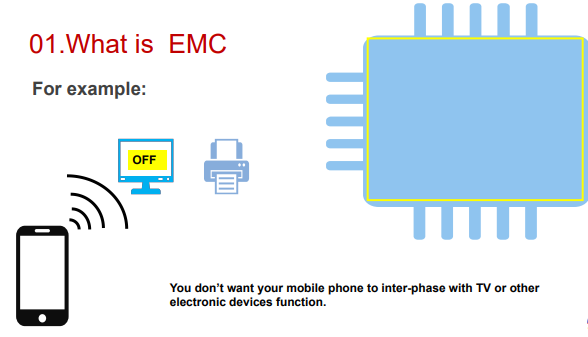 01.What is  EMC
For example:
OFF
You don't want your mobile phone to inter-phase with TV or other
electronic devices function.